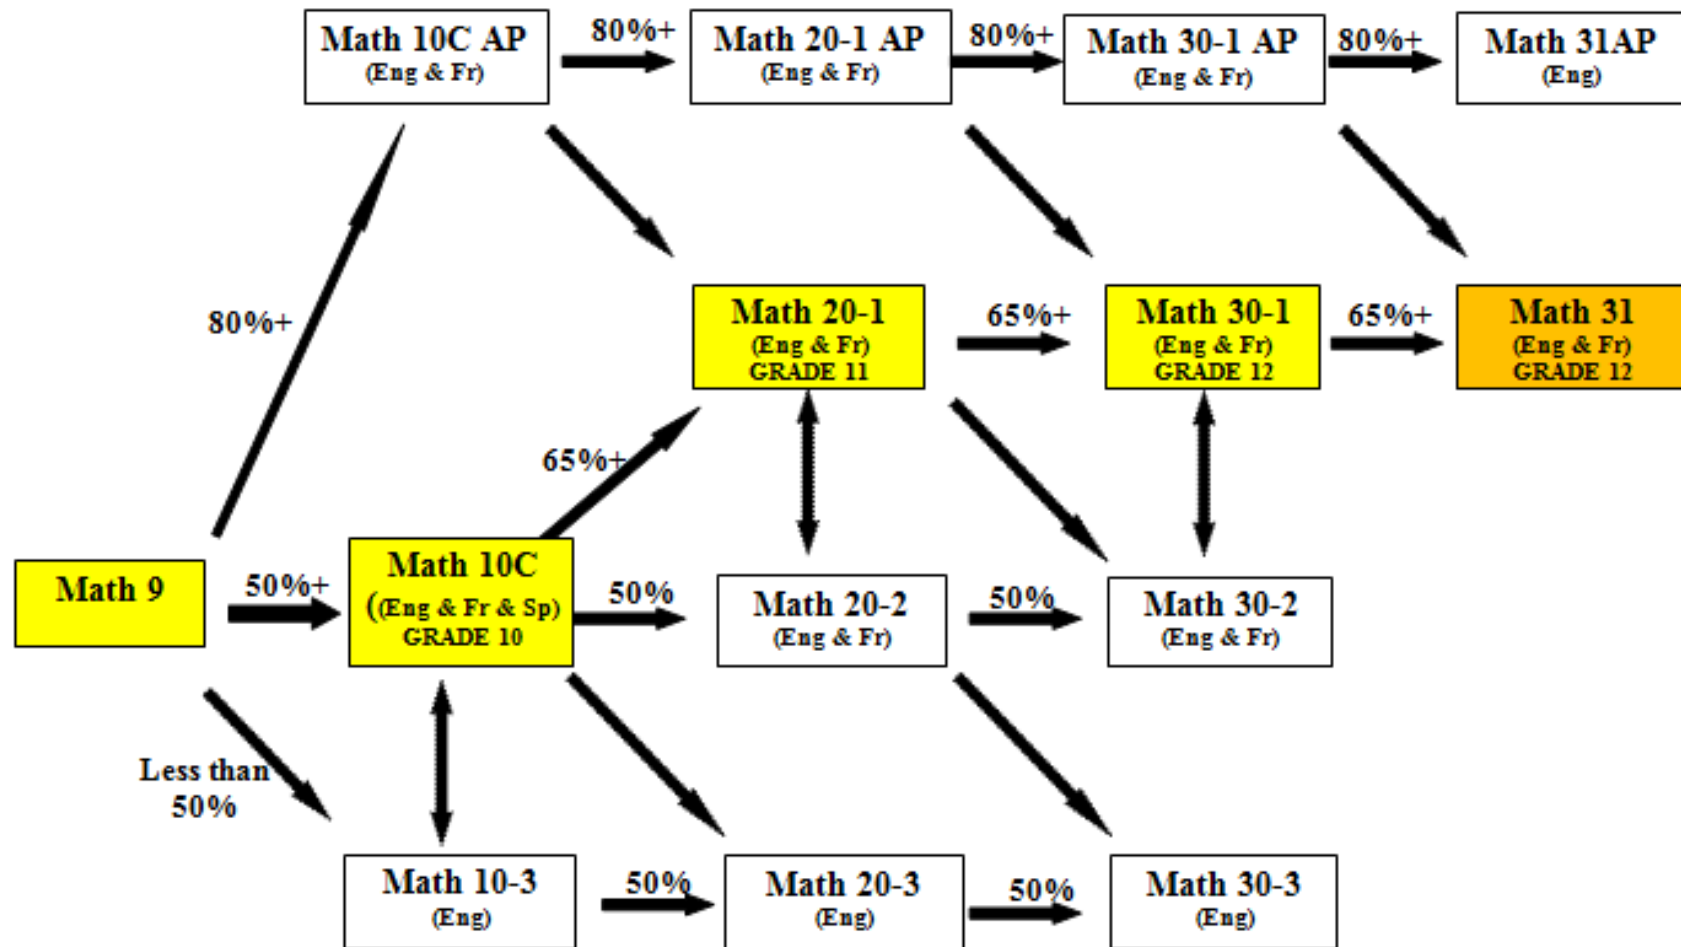 Math 10C AP
(Eng & Fr)
80%+
Math 20-1 AP
(Eng & Fr)
80%+
Math 30-1 AP
(Eng & Fr)
80%+
Math 31AP
(Eng)
80%+
Math 20-1
(Eng & Fr)
GRADE 11
65%+
Math 30-1
(Eng & Fr)
GRADE 12
65%+
Math 31
(Eng & Fr)
GRADE 12
65%+
Math 9
50%+
Math 10C
((Eng & Fr & Sp)
GRADE 10
50%
Math 20-2
(Eng & Fr)
50%
Math 30-2
(Eng & Fr)
Less than
50%
Math 10-3
(Eng)
50%
Math 20-3
(Eng)
50%
Math 30-3
(Eng)